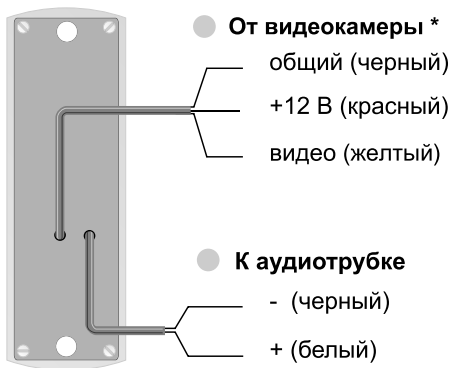 От видеокамеры *
общий (черный)
+12 В (красный)
видео (желтый)
К аудиотрубке
- (черный)
+ (белый)